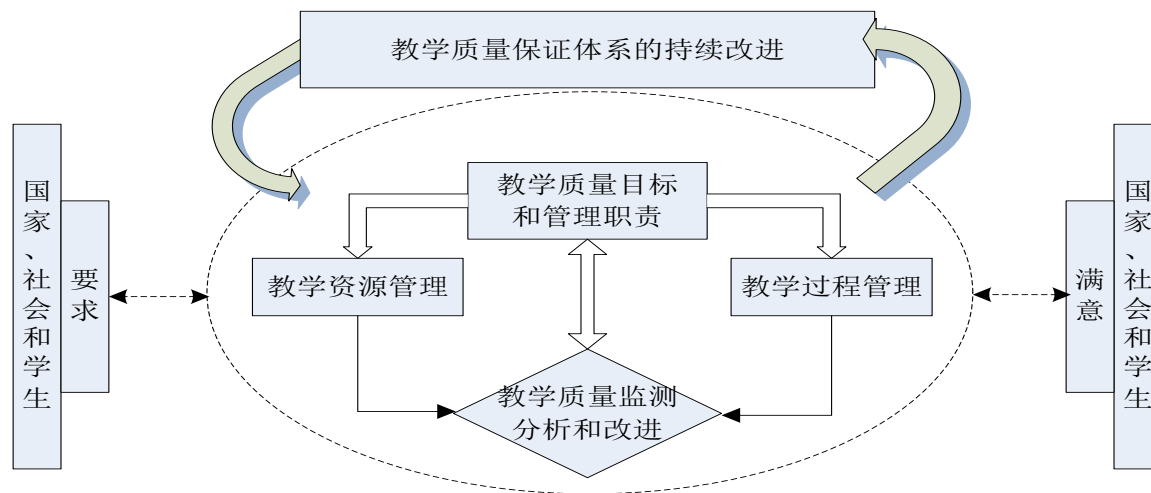 教学质量保证体系的持续改进
国家、社会和学生
要求
教学质量目标
和管理职责
教学资源管理
教学过程管理
教学质量监测
分析和改进
满意
国家、社会和学生